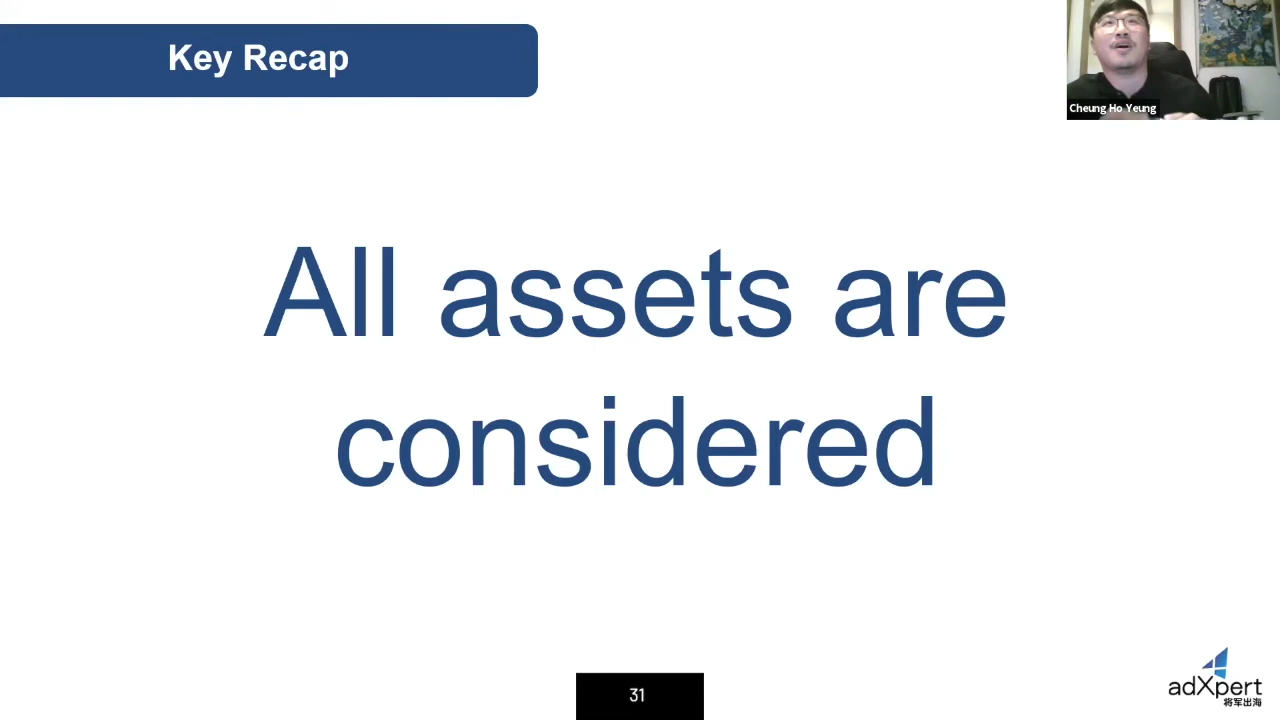 Key Recap
Cheung Ho Yeung
All assets are
considered
31
adXpert
将军出海